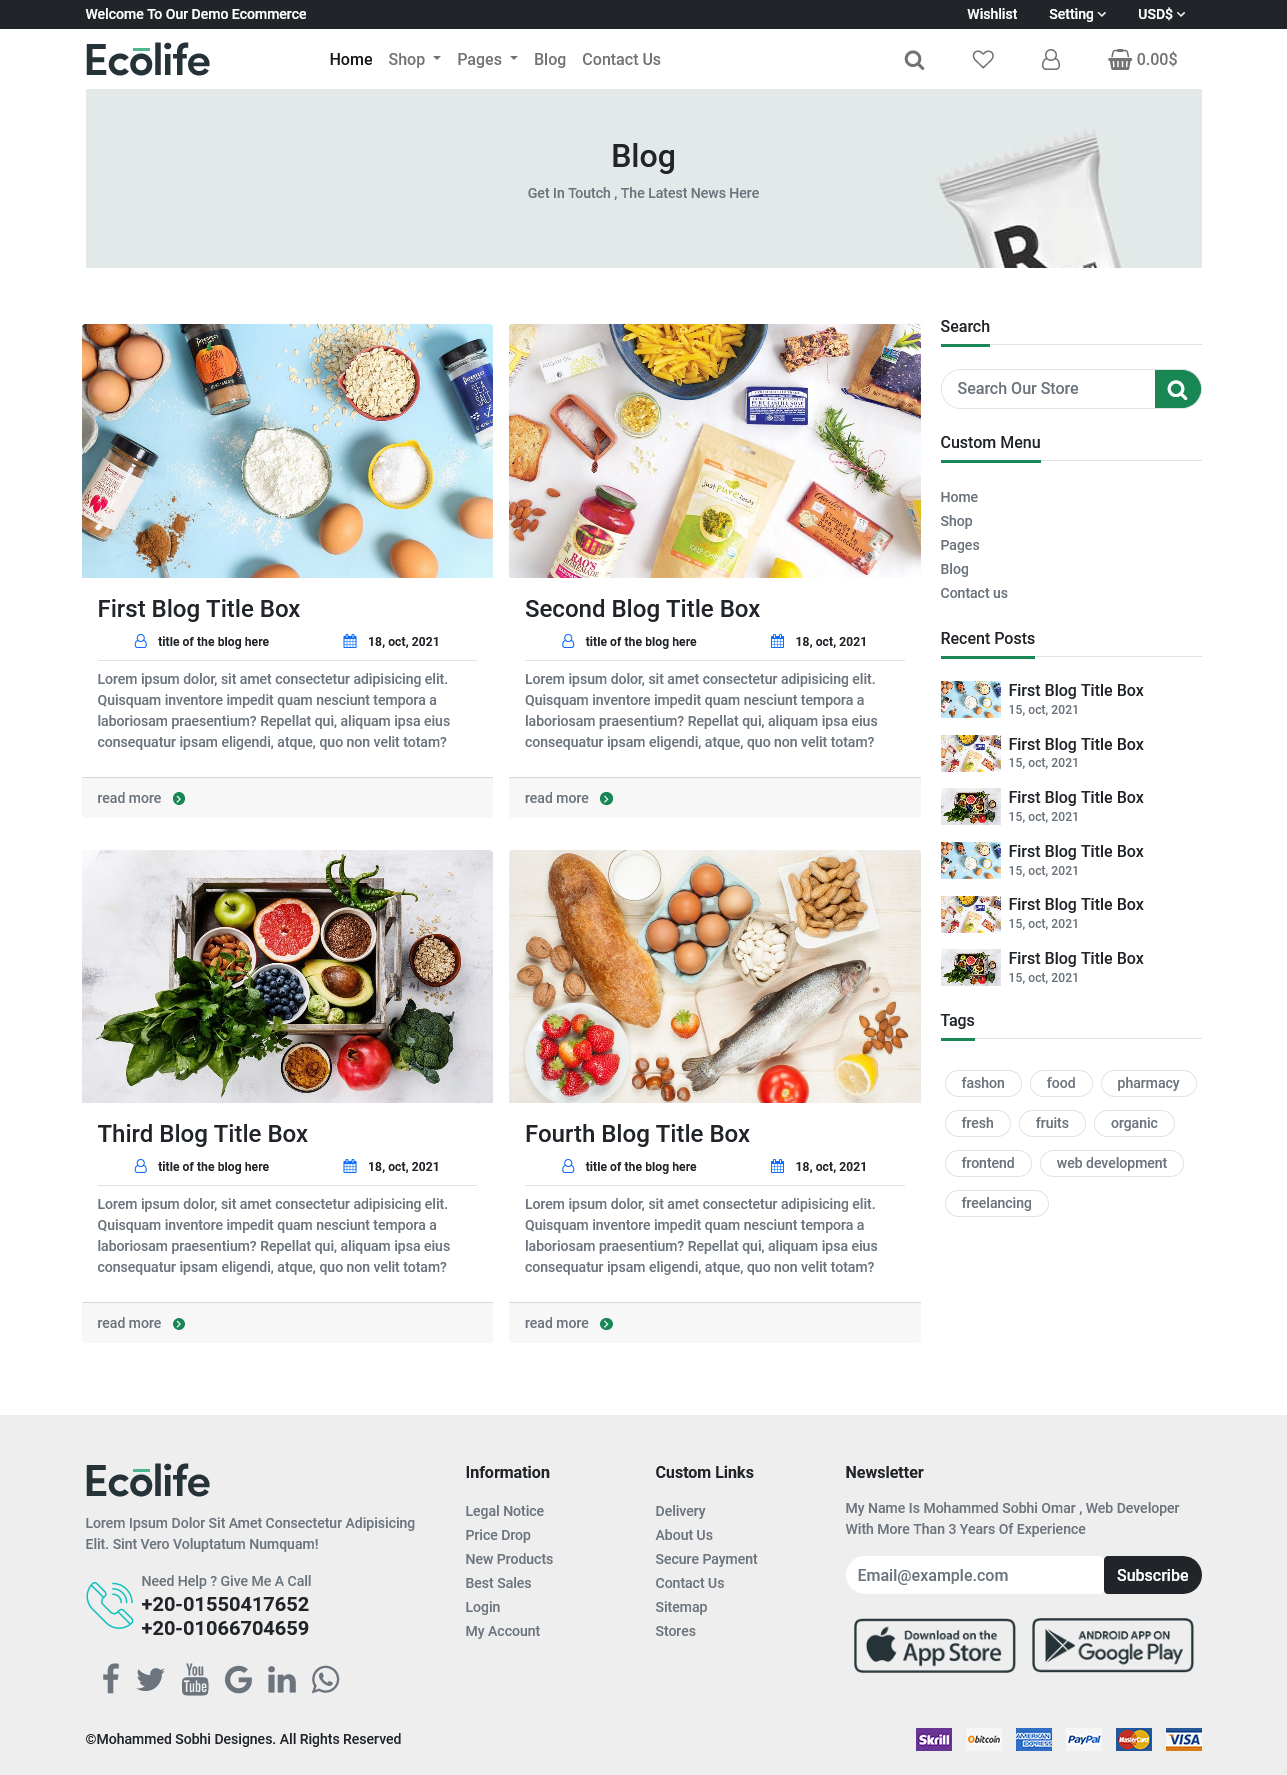 Welcome To Our Demo Ecommerce
Wishlist
Setting
USD$
Ecolife
Home
Shop
Pages
Blog
Contact Us
0.00$
Blog
Get In Toutch , The Latest News Here
R
First Blog Title Box
title of the blog here
18, oct, 2021
Lorem ipsum dolor, sit amet consectetur adipisicing elit.
Quisquam inventore impedit quam nesciunt tempora a
laboriosam praesentium? Repellat qui, aliquam ipsa eius
consequatur ipsam eligendi, atque, quo non velit totam?
read more
Second Blog Title Box
title of the blog here
18, oct, 2021
Lorem ipsum dolor, sit amet consectetur adipisicing elit.
Quisquam inventore impedit quam nesciunt tempora a
laboriosam praesentium? Repellat qui, aliquam ipsa eius
consequatur ipsam eligendi, atque, quo non velit totam?
read more
Third Blog Title Box
title of the blog here
18, oct, 2021
Lorem ipsum dolor, sit amet consectetur adipisicing elit.
Quisquam inventore impedit quam nesciunt tempora a
laboriosam praesentium? Repellat qui, aliquam ipsa eius
consequatur ipsam eligendi, atque, quo non velit totam?
read more
Fourth Blog Title Box
title of the blog here
18, oct, 2021
Lorem ipsum dolor, sit amet consectetur adipisicing elit.
Quisquam inventore impedit quam nesciunt tempora a
laboriosam praesentium? Repellat qui, aliquam ipsa eius
consequatur ipsam eligendi, atque, quo non velit totam?
read more
Search
Search Our Store
Custom Menu
Home
Shop
Pages
Blog
Contact us
Recent Posts
First Blog Title Box
15, oct, 2021
First Blog Title Box
15, oct, 2021
First Blog Title Box
15, oct, 2021
First Blog Title Box
15, oct, 2021
First Blog Title Box
15, oct, 2021
First Blog Title Box
15, oct, 2021
Tags
fashon
food
pharmacy
fresh
fruits
organic
frontend
web development
freelancing
Ecolife
Lorem Ipsum Dolor Sit Amet Consectetur Adipisicing
Elit. Sint Vero Voluptatum Numquam!
Need Help ? Give Me A Call
+20-01550417652
+20-01066704659
You
Tube
Information
Legal Notice
Price Drop
New Products
Best Sales
Login
My Account
Custom Links
Delivery
About Us
Secure Payment
Contact Us
Sitemap
Stores
Newsletter
My Name Is Mohammed Sobhi Omar , Web Developer
With More Than 3 Years Of Experience
Email@example.com
Subscribe
Download on the
App Store
ANDROID APP ON
Google Play
©Mohammed Sobhi Designes. All Rights Reserved
Skrill
bitcoin
AMERICAN
EXPRESS
PayPal
MasterCard
VISA